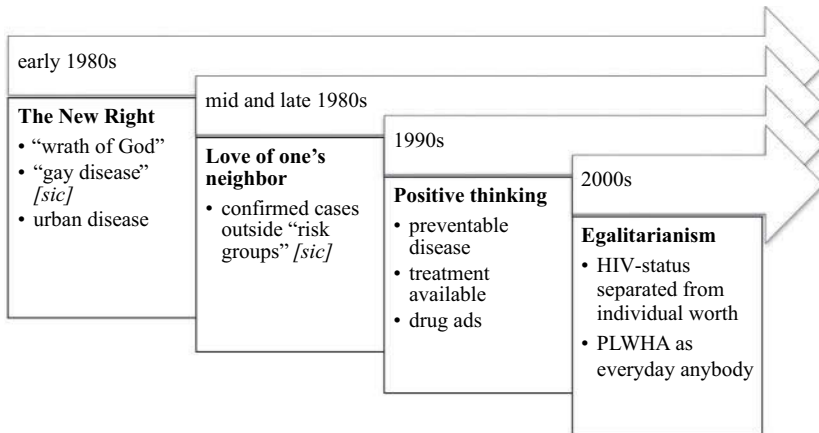 early 1980s
The New Right
• “wrath of God”
• “gay disease”
[sic]
• urban disease
mid and late 1980s
Love of one’s
neighbor
• confirmed cases
outside “risk
groups” [sic]
1990s
Positive thinking
• preventable
disease
• treatment
available
• drug ads
2000s
Egalitarianism
• HIV-status
separated from
individual worth
• PLWHA as
everyday anybody